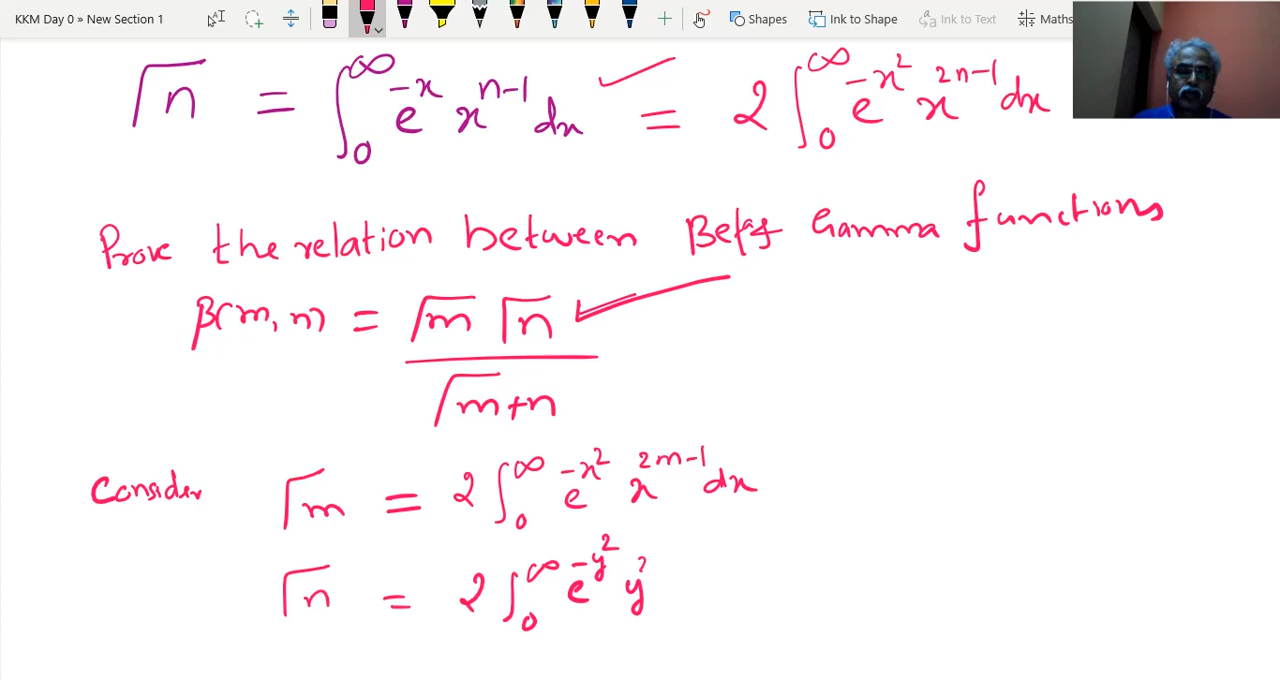 KKM Day 0 » New Section 1 Shapes Ink to Shape Ink to Text Maths
Γn = ∫₀^∞ e^(-x) x^(n-1) dx ✓ = 2 ∫₀^∞ e^(-x²) x^(2n-1) dx
Prove the relation between Beta & Gamma functions
β(m, n) = Γm Γn / Γm+n
Consider Γm = 2 ∫₀^∞ e^(-x²) x^(2m-1) dx
Γn = 2 ∫₀^∞ e^(-y²) y